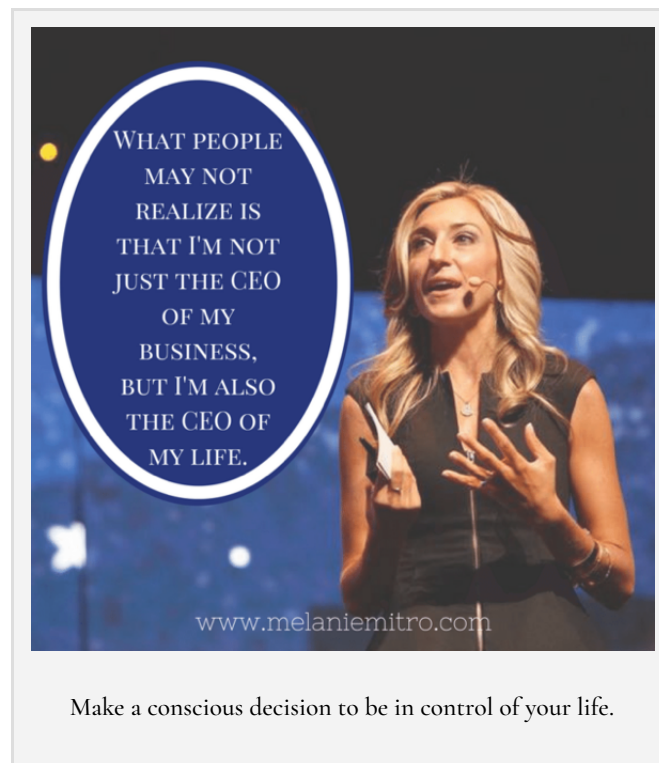 What people
may not
realize is
that I'm not
just the CEO
of my
business,
but I'm also
the CEO of
my life.
www.melaniemitro.com
Make a conscious decision to be in control of your life.